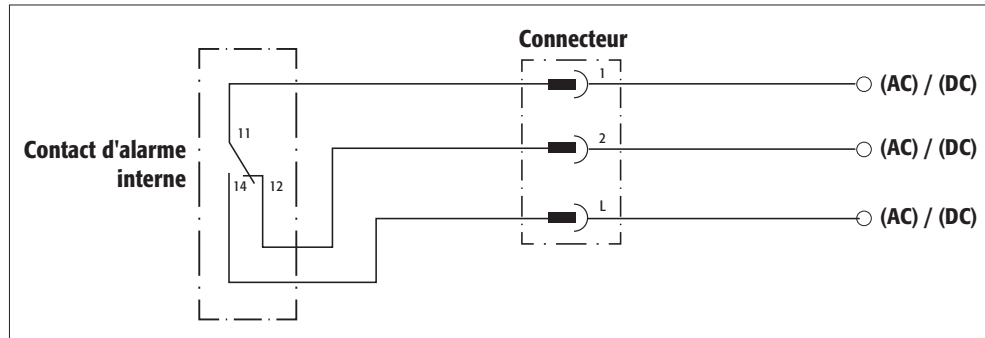 Connecteur
1
(AC) / (DC)
11
Contact d'alarme
interne
2
(AC) / (DC)
14
12
L
(AC) / (DC)